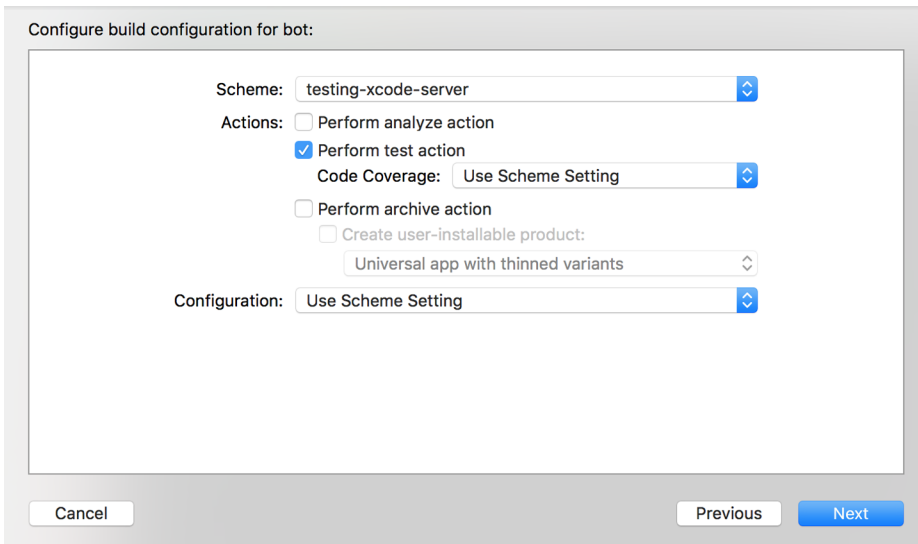 Configure build configuration for bot:
Scheme: testing-xcode-server
Actions: Perform analyze action
Perform test action
Code Coverage: Use Scheme Setting
Perform archive action
Create user-installable product:
Universal app with thinned variants
Configuration: Use Scheme Setting
Cancel Previous Next